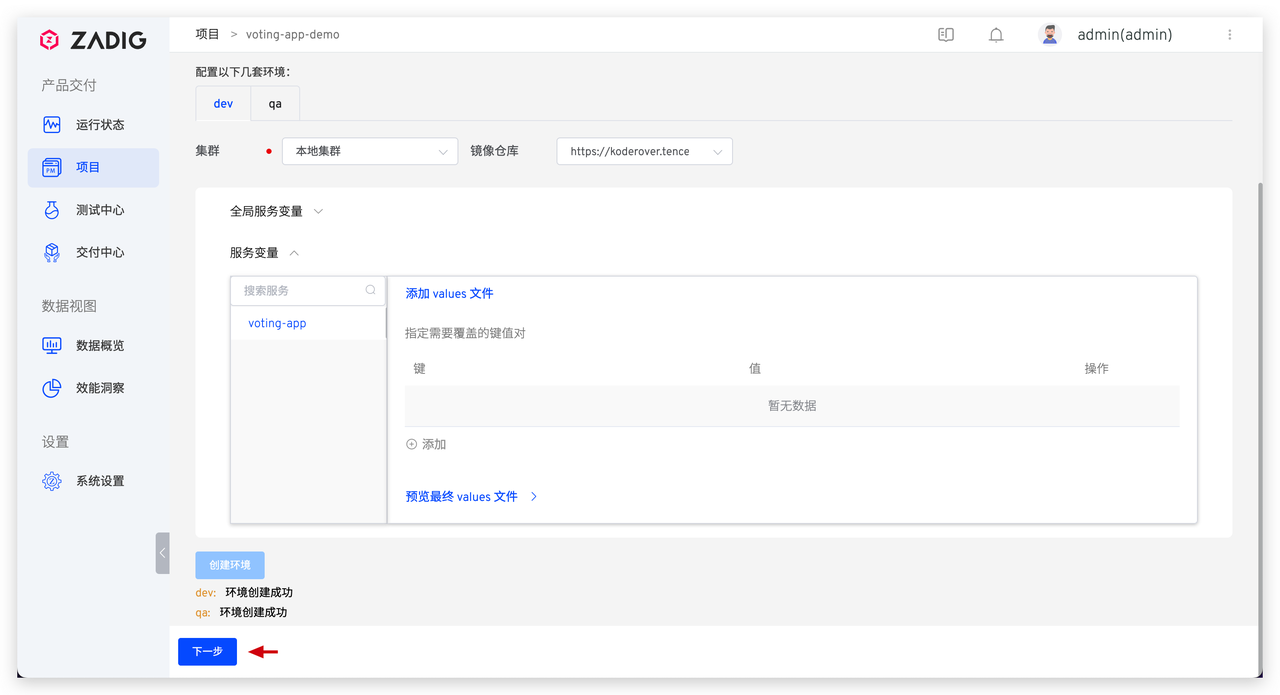 ZADIG
项目 > voting-app-demo
admin(admin)
产品交付
运行状态
项目
测试中心
交付中心
数据视图
数据概览
效能洞察
设置
系统设置
配置以下几套环境：
dev
qa
集群
本地集群
镜像仓库
https://koderover.tence
全局服务变量
服务变量
搜索服务
voting-app
添加 values 文件
指定需要覆盖的键值对
键 值 操作
暂无数据
添加
预览最终 values 文件 >
创建环境
dev: 环境创建成功
qa: 环境创建成功
下一步